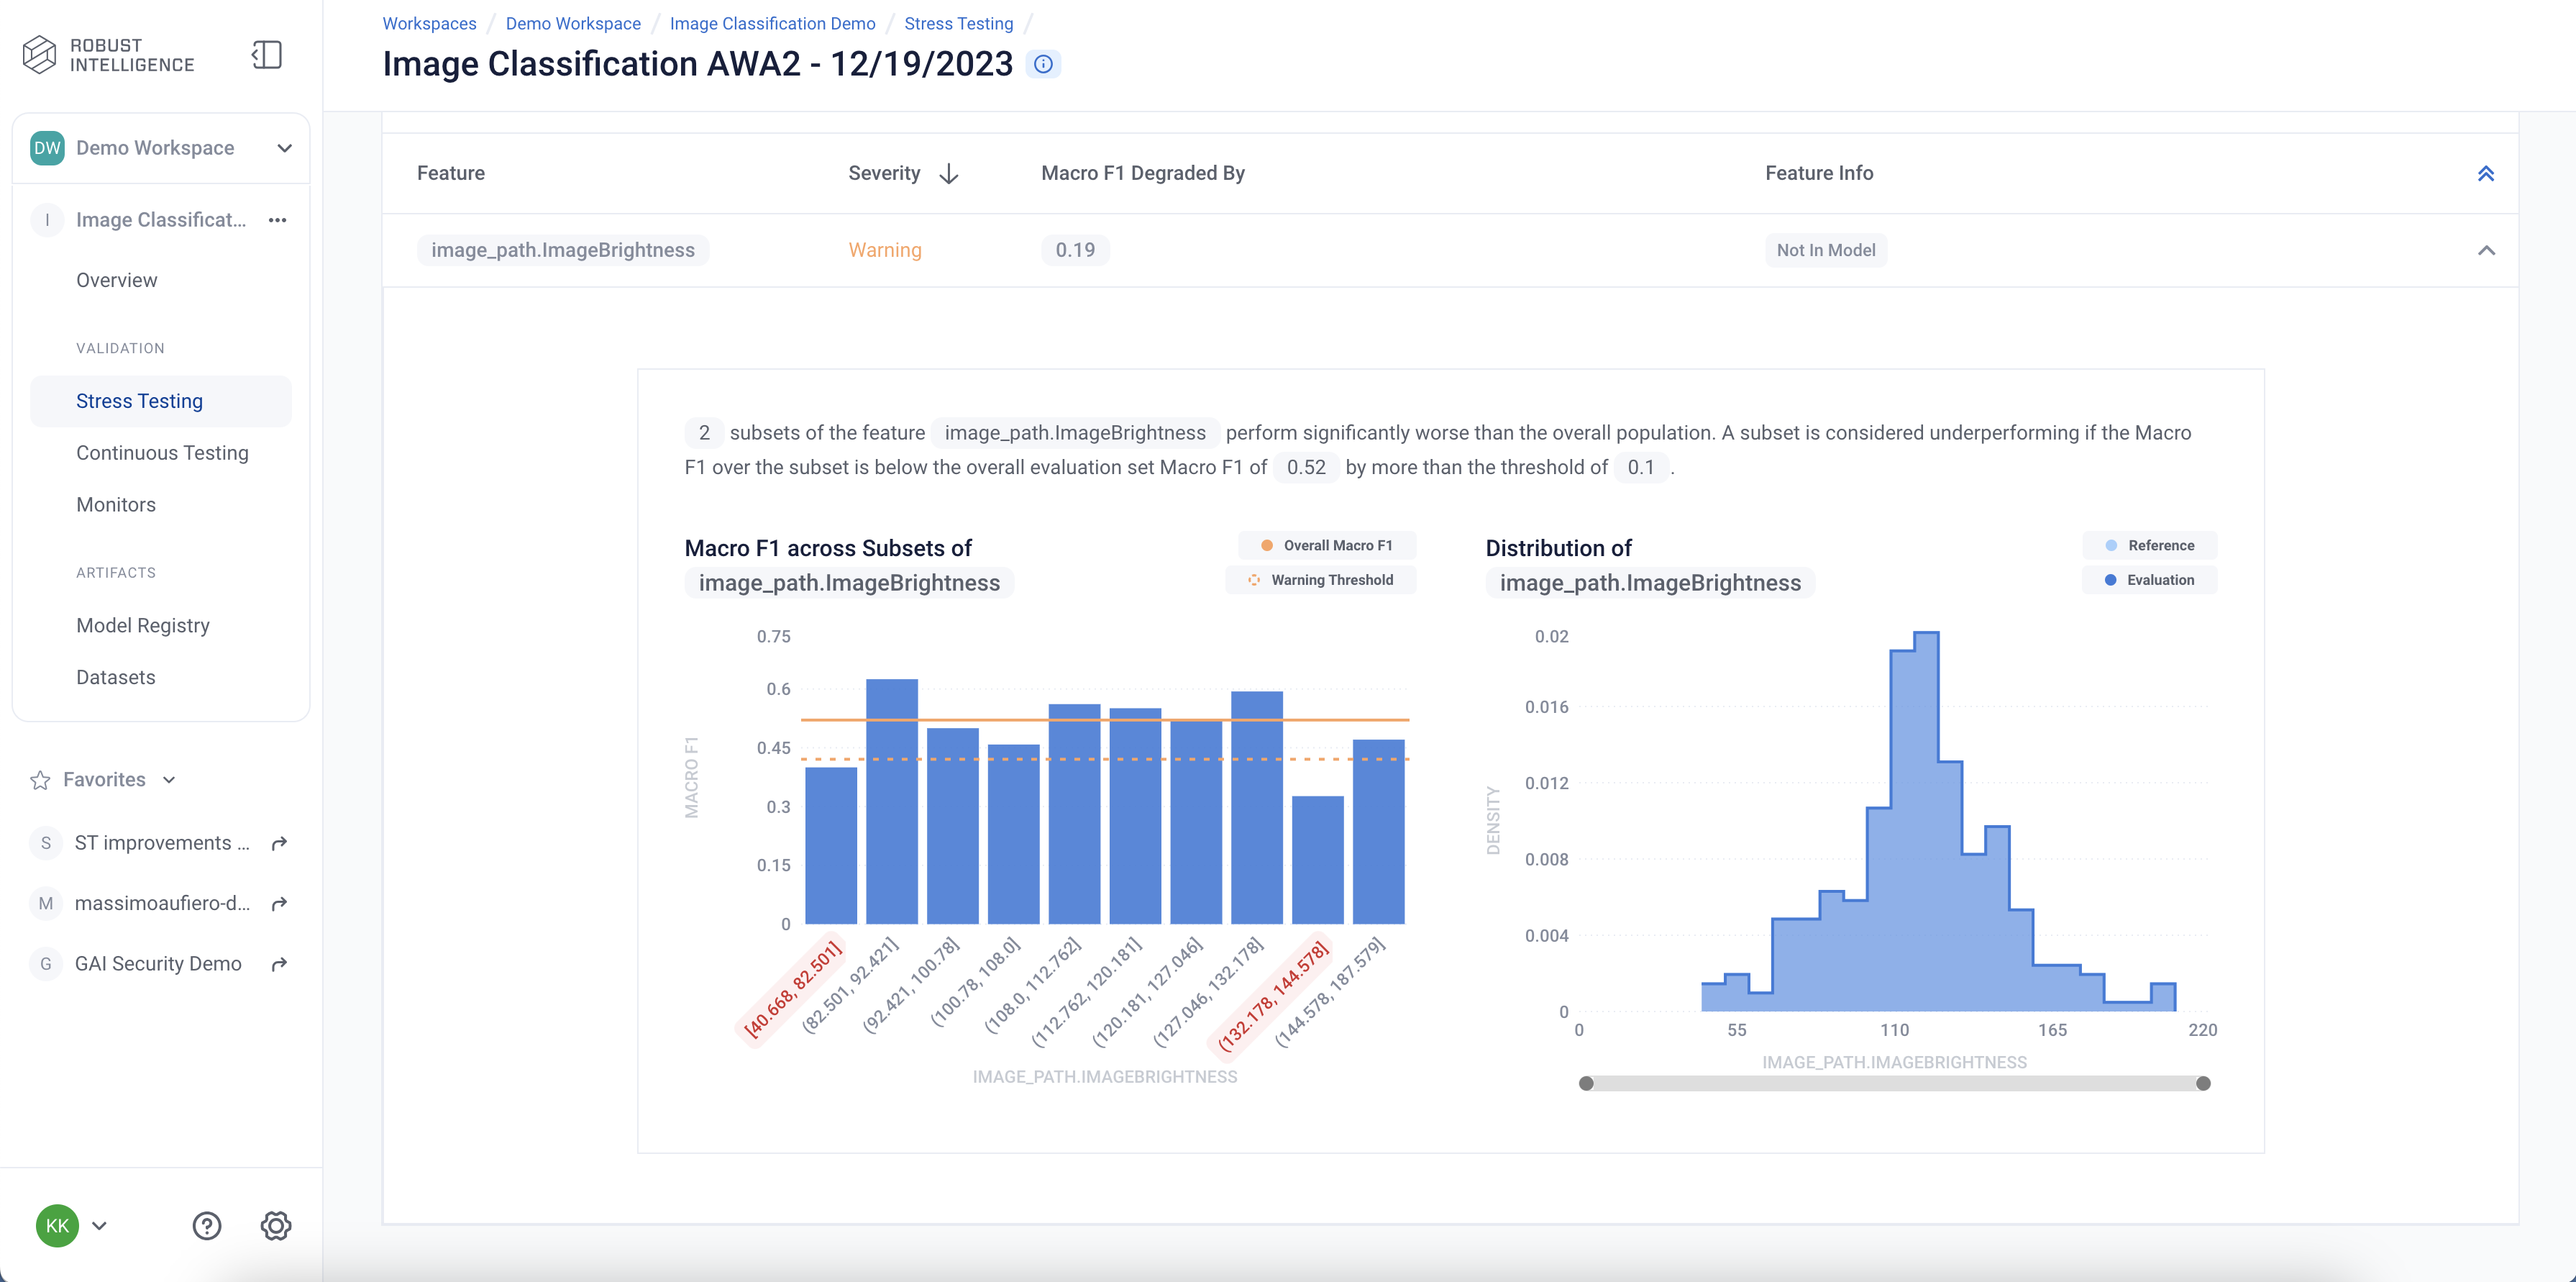 ROBUST
INTELLIGENCE
DW Demo Workspace
I Image Classificat... 
Overview
VALIDATION
Stress Testing
Continuous Testing
Monitors
ARTIFACTS
Model Registry
Datasets
Favorites
S ST improvements ...
M massimoaufiero-d...
G GAI Security Demo
KK
Workspaces / Demo Workspace / Image Classification Demo / Stress Testing /
Image Classification AWA2 - 12/19/2023
Feature Severity Macro F1 Degraded By Feature Info
image_path.ImageBrightness Warning 0.19 Not In Model
2 subsets of the feature image_path.ImageBrightness perform significantly worse than the overall population. A subset is considered underperforming if the Macro
F1 over the subset is below the overall evaluation set Macro F1 of 0.52 by more than the threshold of 0.1 .
Macro F1 across Subsets of
image_path.ImageBrightness
Overall Macro F1
Warning Threshold
0.75
0.6
0.45
0.3
0.15
0
MACRO F1
[40.668, 82.501]
(82.501, 92.421]
(92.421, 100.78]
(100.78, 108.0]
(108.0, 112.762]
(112.762, 120.181]
(120.181, 127.046]
(127.046, 132.178]
(132.178, 144.578]
(144.578, 187.579]
IMAGE_PATH.IMAGEBRIGHTNESS
Distribution of
image_path.ImageBrightness
Reference
Evaluation
0.02
0.016
0.012
0.008
0.004
0
DENSITY
0 55 110 165 220
IMAGE_PATH.IMAGEBRIGHTNESS